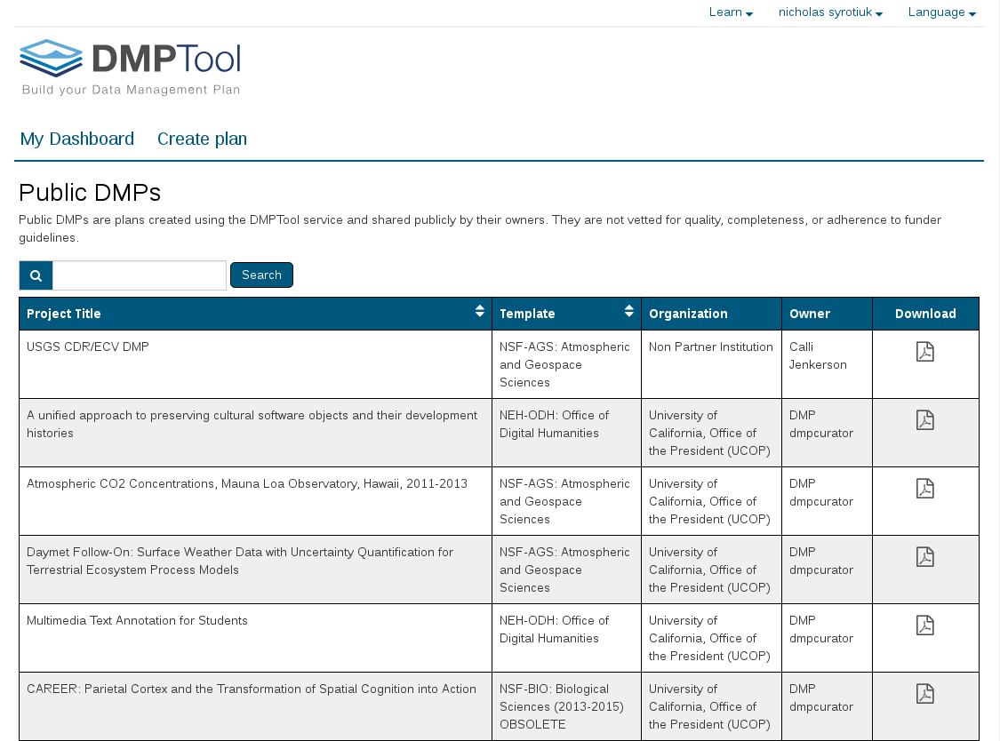 Learn nicholas syrotiuk Language
DMPTool
Build your Data Management Plan
My Dashboard Create plan
Public DMPs
Public DMPs are plans created using the DMPTool service and shared publicly by their owners. They are not vetted for quality, completeness, or adherence to funder
guidelines.
Search
Project Title Template Organization Owner Download
USGS CDR/ECV DMP NSF-AGS: Atmospheric Non Partner Institution Calli
and Geospace Jenkerson
Sciences
A unified approach to preserving cultural software objects and their development NEH-ODH: Office of University of DMP
histories Digital Humanities California, Office of dmpcurator
the President (UCOP)
Atmospheric CO2 Concentrations, Mauna Loa Observatory, Hawaii, 2011-2013 NSF-AGS: Atmospheric University of DMP
and Geospace California, Office of dmpcurator
Sciences the President (UCOP)
Daymet Follow-On: Surface Weather Data with Uncertainty Quantification for NSF-AGS: Atmospheric University of DMP
Terrestrial Ecosystem Process Models and Geospace California, Office of dmpcurator
Sciences the President (UCOP)
Multimedia Text Annotation for Students NEH-ODH: Office of University of DMP
Digital Humanities California, Office of dmpcurator
the President (UCOP)
CAREER: Parietal Cortex and the Transformation of Spatial Cognition into Action NSF-BIO: Biological University of DMP
Sciences (2013-2015) California, Office of dmpcurator
OBSOLETE the President (UCOP)